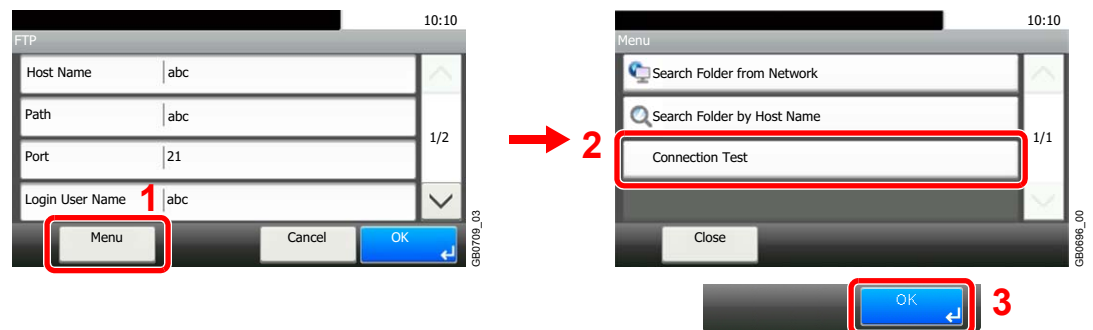 10:10
FTP
Host Name abc
Path abc
1/2
Port 21
Login User Name 1 abc
Menu Cancel OK
GB0709_03
2
10:10
Menu
Search Folder from Network
Search Folder by Host Name
1/1
Connection Test
Close
GB0696_00
OK 3